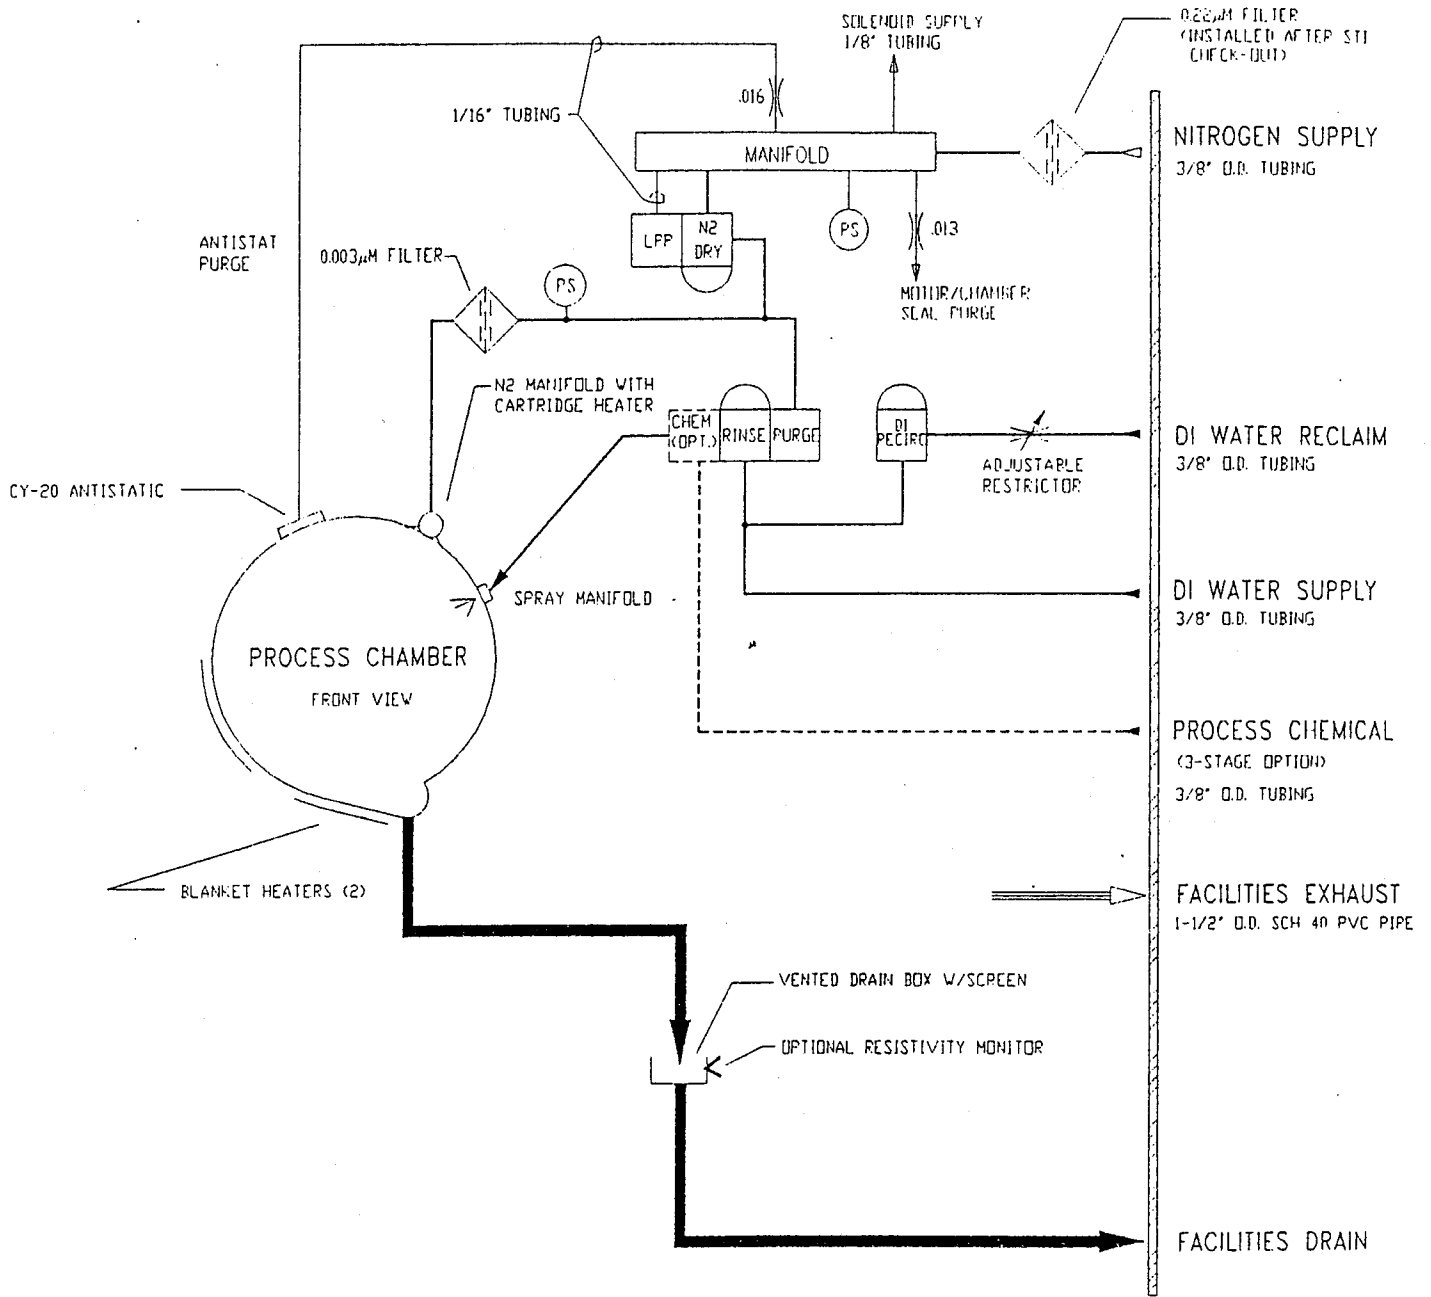 SOLENOID SUPPLY
1/8" TUBING
0.22µM FILTER
(INSTALLED AFTER STI
CHECK-OUT)
.016
1/16" TUBING
MANIFOLD
NITROGEN SUPPLY
3/8" O.D. TUBING
LPP
N2
DRY
PS
.013
ANTISTAT
PURGE
0.003µM FILTER
PS
MOTOR/CHAMBER
SEAL PURGE
N2 MANIFOLD WITH
CARTRIDGE HEATER
CHEM
(OPT.)
RINSE
PURGE
DI
RECIRC
ADJUSTABLE
RESTRICTOR
DI WATER RECLAIM
3/8" O.D. TUBING
CY-20 ANTISTATIC
SPRAY MANIFOLD
DI WATER SUPPLY
3/8" O.D. TUBING
PROCESS CHAMBER
FRONT VIEW
PROCESS CHEMICAL
(3-STAGE OPTION)
3/8" O.D. TUBING
BLANKET HEATERS (2)
FACILITIES EXHAUST
1-1/2" O.D. SCH 40 PVC PIPE
VENTED DRAIN BOX W/SCREEN
OPTIONAL RESISTIVITY MONITOR
FACILITIES DRAIN